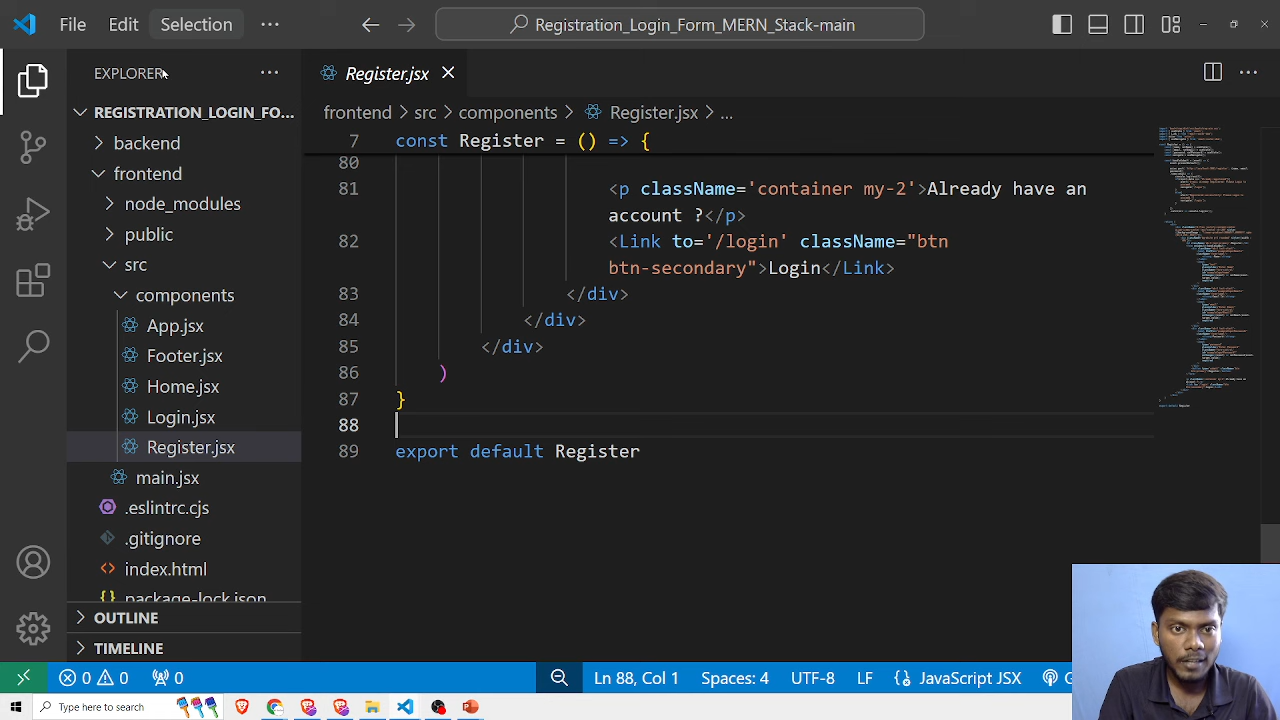 File Edit Selection ··· Registration_Login_Form_MERN_Stack-main
EXPLORER ···
Register.jsx
REGISTRATION_LOGIN_FO...
frontend > src > components > Register.jsx > ...
backend
frontend
node_modules
public
src
components
App.jsx
Footer.jsx
Home.jsx
Login.jsx
Register.jsx
main.jsx
.eslintrc.cjs
.gitignore
index.html
package-lock.json
OUTLINE
TIMELINE
7 const Register = () => {
80
81 <p className='container my-2'>Already have an
account ?</p>
82 <Link to='/login' className="btn
btn-secondary">Login</Link>
83 </div>
84 </div>
85 </div>
86 )
87 }
88
89 export default Register
0 0 0 Ln 88, Col 1 Spaces: 4 UTF-8 LF JavaScript JSX G
Type here to search